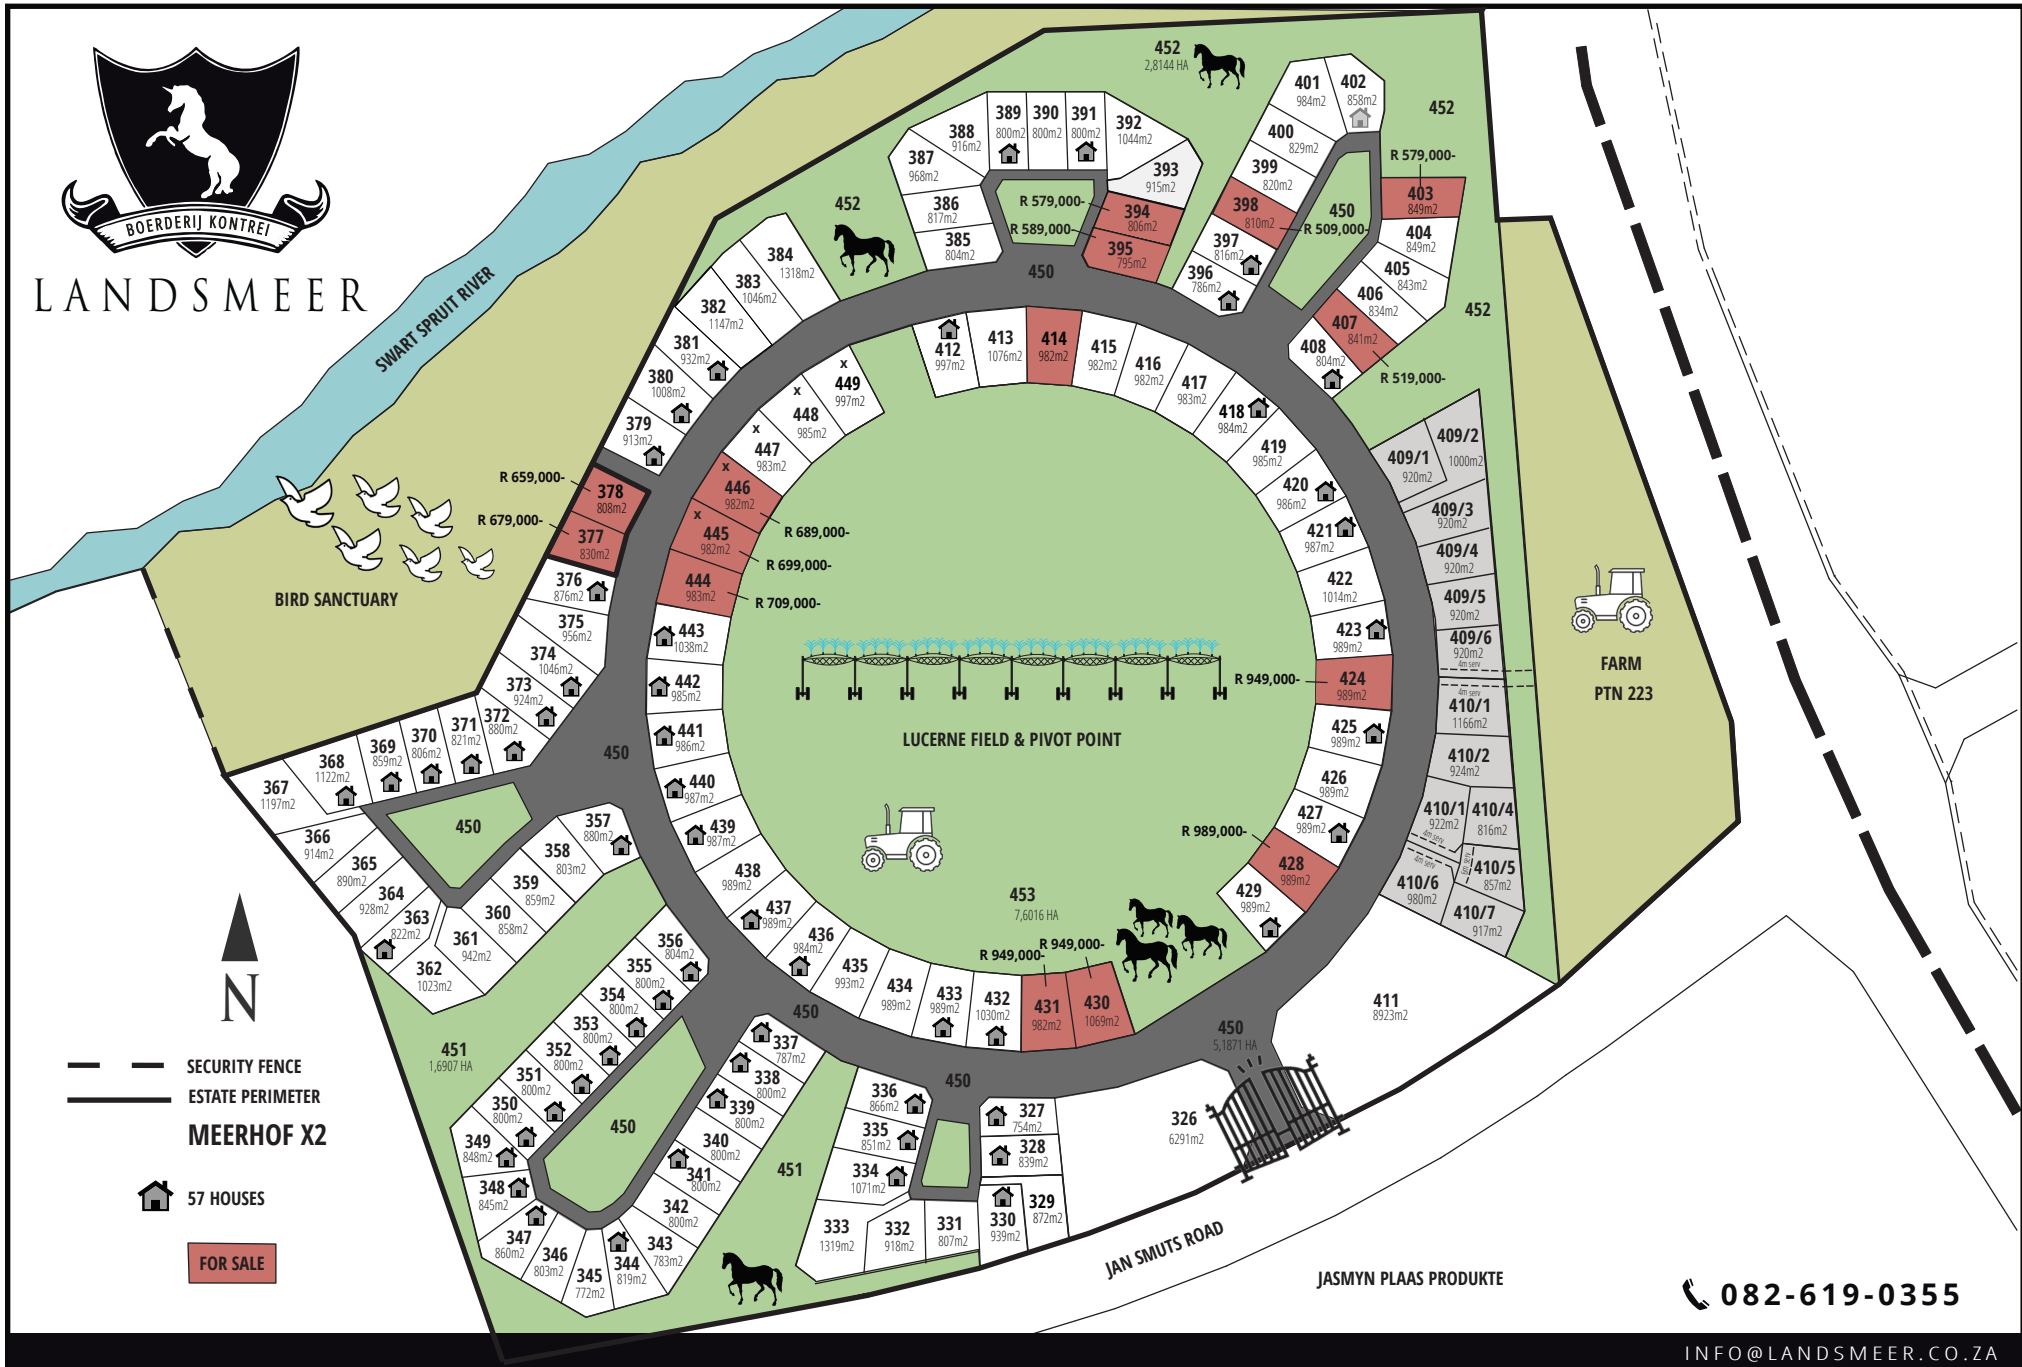 BOERDERIJ KONTREI
LANDSMEER
SWART SPRUIT RIVER
BIRD SANCTUARY
N
SECURITY FENCE
ESTATE PERIMETER
MEERHOF X2
57 HOUSES
FOR SALE
452
2,8144 HA
452
452
452
389
800m2
390
800m2
391
800m2
392
1044m2
388
916m2
387
968m2
386
817m2
385
804m2
393
915m2
R 579,000-
394
806m2
R 589,000-
395
795m2
450
401
984m2
402
858m2
400
829m2
399
820m2
398
810m2
R 509,000-
397
816m2
396
786m2
450
R 579,000-
403
849m2
404
849m2
405
843m2
406
834m2
407
841m2
R 519,000-
408
804m2
384
1318m2
383
1046m2
382
1147m2
381
932m2
380
1008m2
379
913m2
R 659,000-
378
808m2
R 679,000-
377
830m2
376
876m2
375
956m2
374
1046m2
373
924m2
372
880m2
371
821m2
370
806m2
369
859m2
368
1122m2
367
1197m2
366
914m2
365
890m2
364
928m2
363
822m2
362
1023m2
361
942m2
360
858m2
359
859m2
358
803m2
357
880m2
450
450
412
997m2
413
1076m2
414
982m2
415
982m2
416
982m2
417
983m2
418
984m2
419
985m2
420
986m2
421
987m2
422
1014m2
423
989m2
R 949,000-
424
989m2
425
989m2
426
989m2
427
989m2
R 989,000-
428
989m2
429
989m2
x
449
997m2
x
448
985m2
x
447
983m2
x
446
982m2
R 689,000-
x
445
982m2
R 699,000-
444
983m2
R 709,000-
443
1038m2
442
985m2
441
986m2
440
987m2
439
987m2
438
989m2
437
989m2
436
984m2
435
993m2
434
989m2
433
989m2
432
1030m2
R 949,000-
431
982m2
R 949,000-
430
1069m2
LUCERNE FIELD & PIVOT POINT
453
7,6016 HA
409/1
920m2
409/2
1000m2
409/3
920m2
409/4
920m2
409/5
920m2
409/6
920m2
4m serv
4m serv
410/1
1166m2
410/2
924m2
410/1
922m2
410/4
816m2
4m serv
4m serv
410/5
857m2
410/6
980m2
410/7
917m2
FARM
PTN 223
411
8923m2
450
5,1871 HA
450
450
356
804m2
355
800m2
354
800m2
353
800m2
352
800m2
351
800m2
350
800m2
349
848m2
348
845m2
347
860m2
346
803m2
345
772m2
344
819m2
343
783m2
342
800m2
341
800m2
340
800m2
339
800m2
338
800m2
337
787m2
450
451
1,6907 HA
451
336
866m2
335
851m2
334
1071m2
333
1319m2
332
918m2
331
807m2
330
939m2
329
872m2
328
839m2
327
754m2
326
6291m2
JAN SMUTS ROAD
JASMYN PLAAS PRODUKTE
082-619-0355
INFO@LANDSMEER.CO.ZA